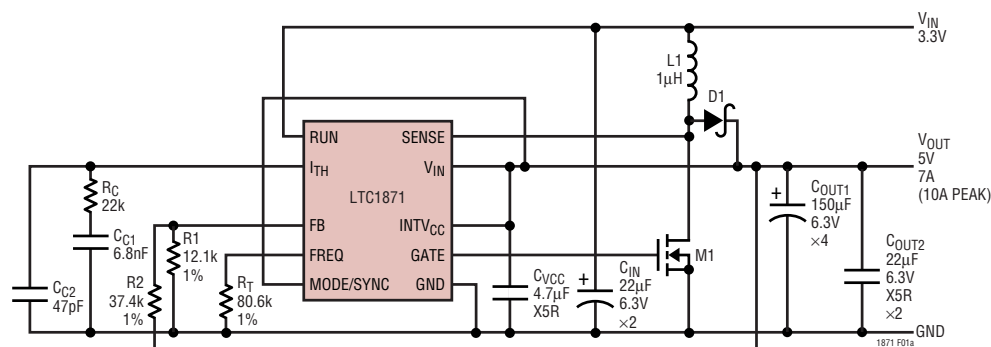 VIN
3.3V
L1
1µH
D1
RUN
SENSE
ITH
VIN
LTC1871
FB
INTVCC
FREQ
GATE
MODE/SYNC
GND
VOUT
5V
7A
(10A PEAK)
RC
22k
CC1
6.8nF
R1
12.1k
1%
R2
37.4k
1%
RT
80.6k
1%
CC2
47pF
CVCC
4.7µF
X5R
CIN
22µF
6.3V
×2
M1
+
+
COUT1
150µF
6.3V
×4
COUT2
22µF
6.3V
X5R
×2
GND
1871 F01a